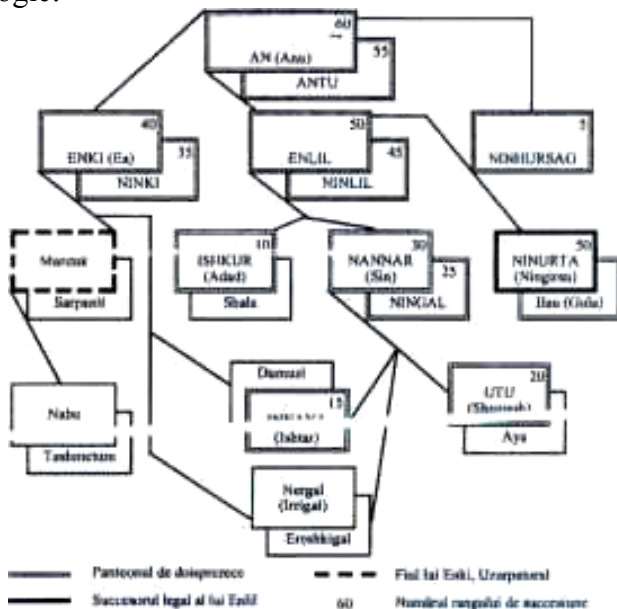 60
AN (Anu)
55
ANTU
40
ENKI (Ea)
35
NINKI
50
ENLIL
45
NINLIL
5
NINHURSAG
Marduk
Sarpanit
10
ISHKUR
(Adad)
Shala
30
NANNAR
(Sin)
25
NINGAL
50
NINURTA
(Ningirsu)
Bau (Gula)
Nabu
Tashmetum
Dumuzi
15
(Ishtar)
20
UTU
(Shamash)
Aya
Nergal
(Irrigal)
Ereshkigal
Panteonul de doisprezece
Fiul lui Enki, Uzurpatorul
Succesorul legal al lui Enlil
60 Numărul rangului de succesiune